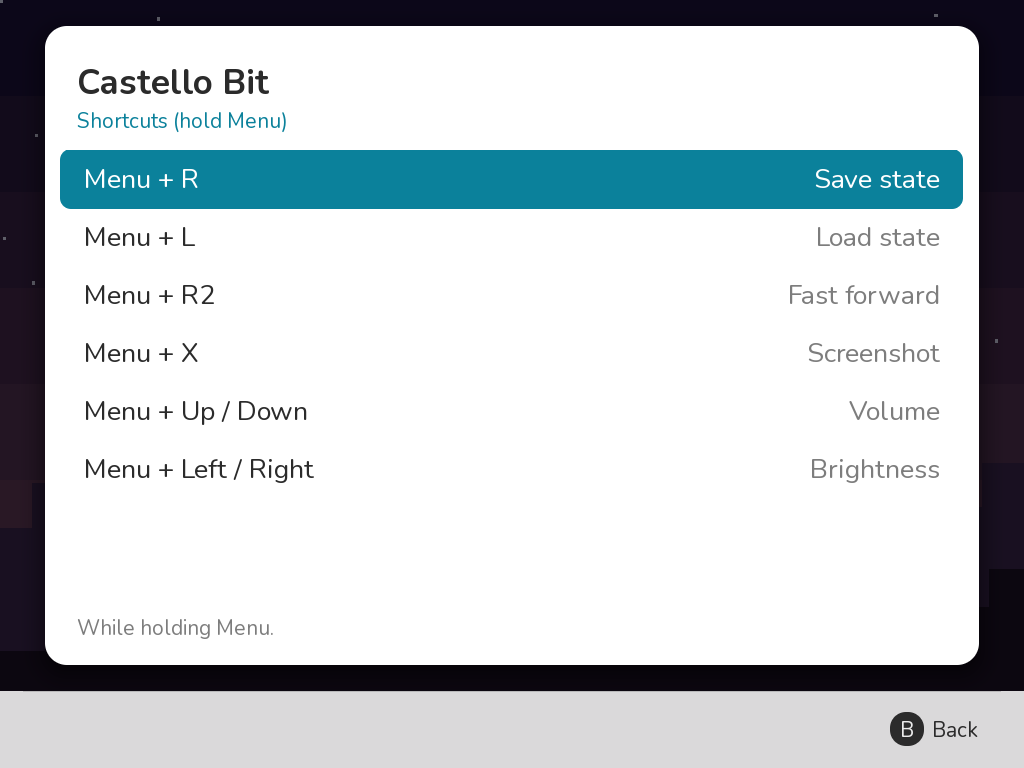 Castello Bit
Shortcuts (hold Menu)
Menu + R Save state
Menu + L Load state
Menu + R2 Fast forward
Menu + X Screenshot
Menu + Up / Down Volume
Menu + Left / Right Brightness
While holding Menu.
B Back